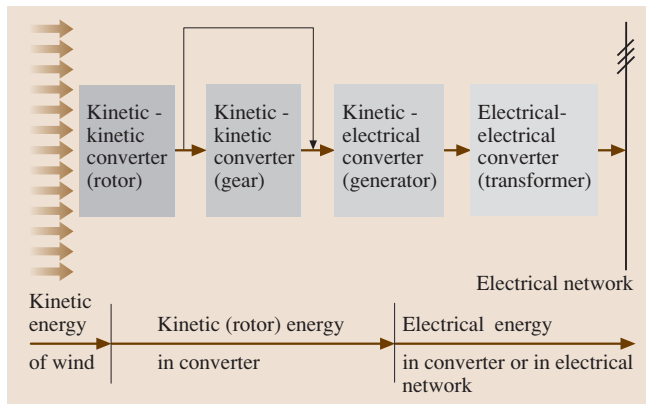 Kinetic -
kinetic
converter
(rotor)
Kinetic -
kinetic
converter
(gear)
Kinetic -
electrical
converter
(generator)
Electrical-
electrical
converter
(transformer)
Electrical network
Kinetic
energy
of wind
Kinetic (rotor) energy
in converter
Electrical energy
in converter or in electrical
network